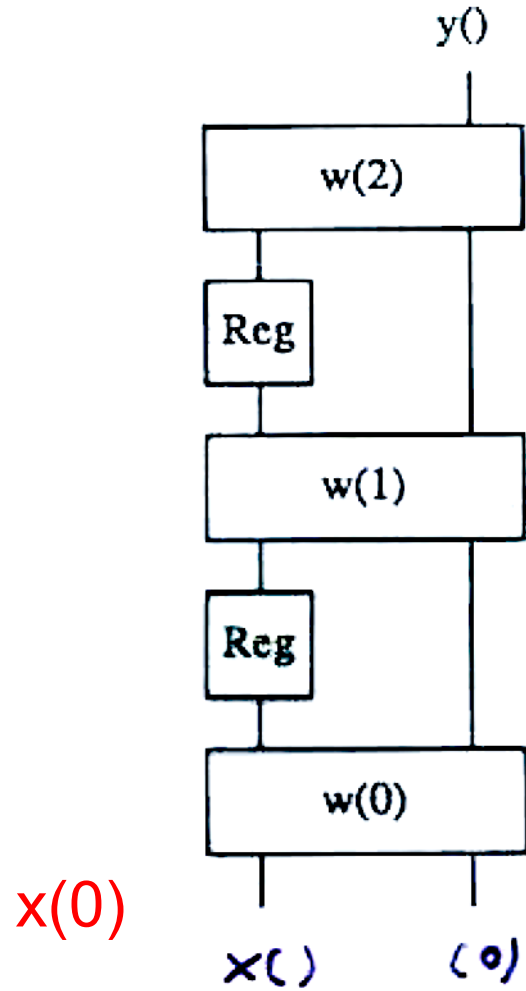 y()
w(2)
Reg
w(1)
Reg
w(0)
x(0)
x() (0)